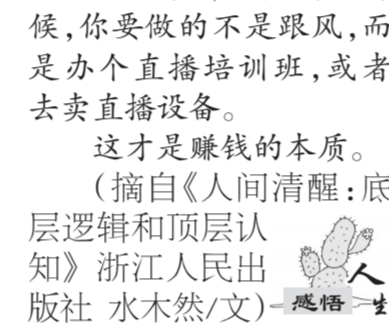 候,你要做的不是跟风,而
是办个直播培训班,或者
去卖直播设备。
这才是赚钱的本质。
(摘自《人间清醒:底
层逻辑和顶层认
知》浙江人民出
版社 水木然/文)
感悟
人
生